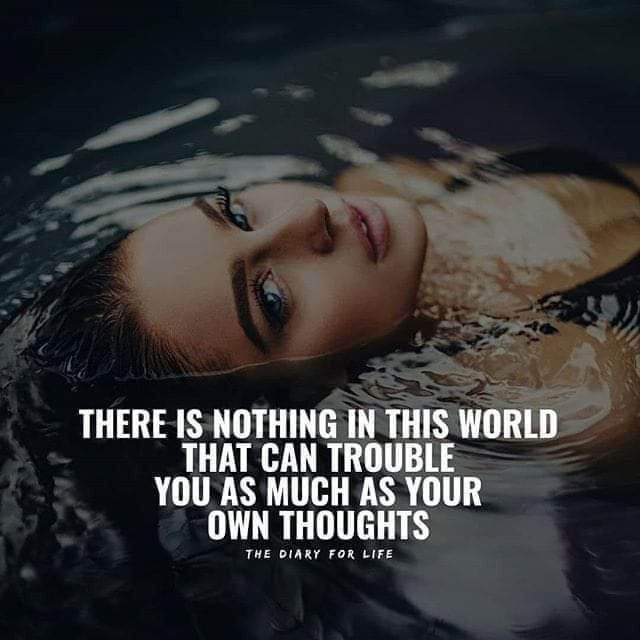 THERE IS NOTHING IN THIS WORLD
THAT CAN TROUBLE
YOU AS MUCH AS YOUR
OWN THOUGHTS
THE DIARY FOR LIFE